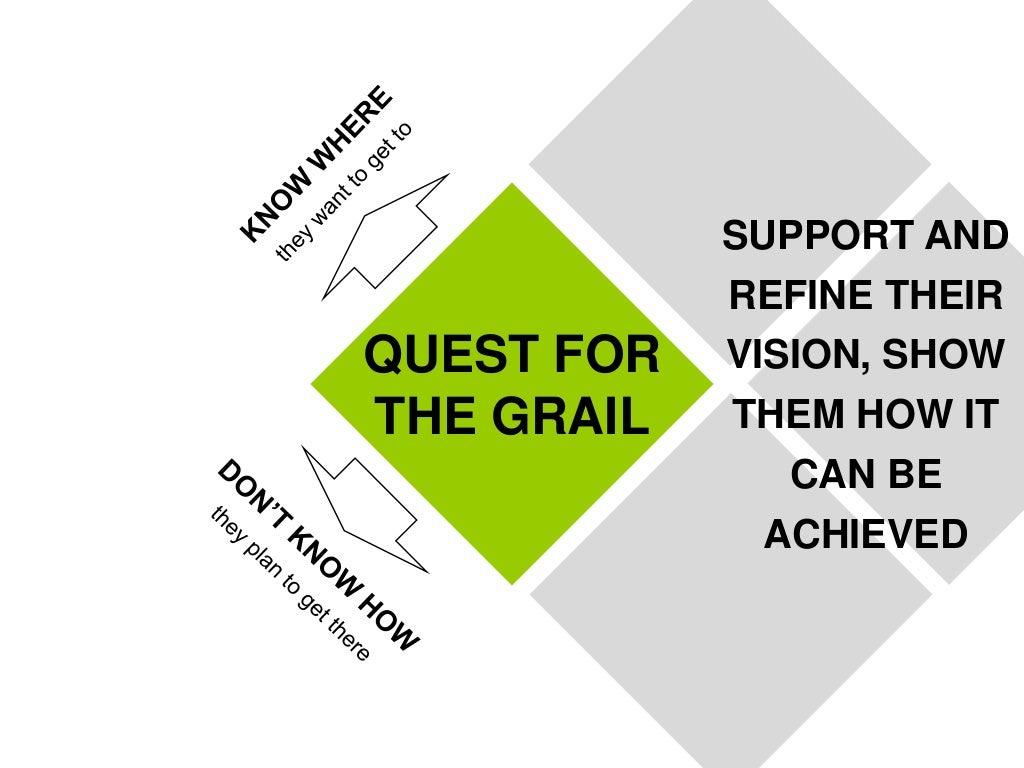 KNOW WHERE
they want to get to
QUEST FOR
THE GRAIL
DON’T KNOW HOW
they plan to get there
SUPPORT AND
REFINE THEIR
VISION, SHOW
THEM HOW IT
CAN BE
ACHIEVED